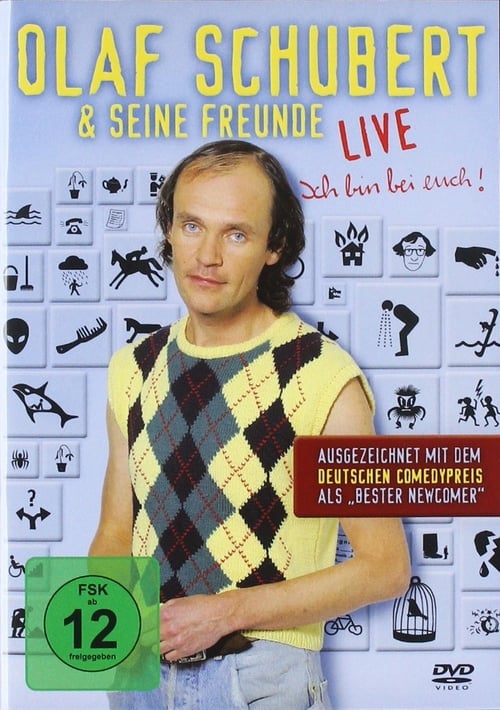 OLAF SCHUBERT
& SEINE FREUNDE
LIVE
Ich bin bei euch!
AUSGEZEICHNET MIT DEM
DEUTSCHEN COMEDYPREIS
ALS „BESTER NEWCOMER“
FSK
ab
12
freigegeben
DVD
VIDEO